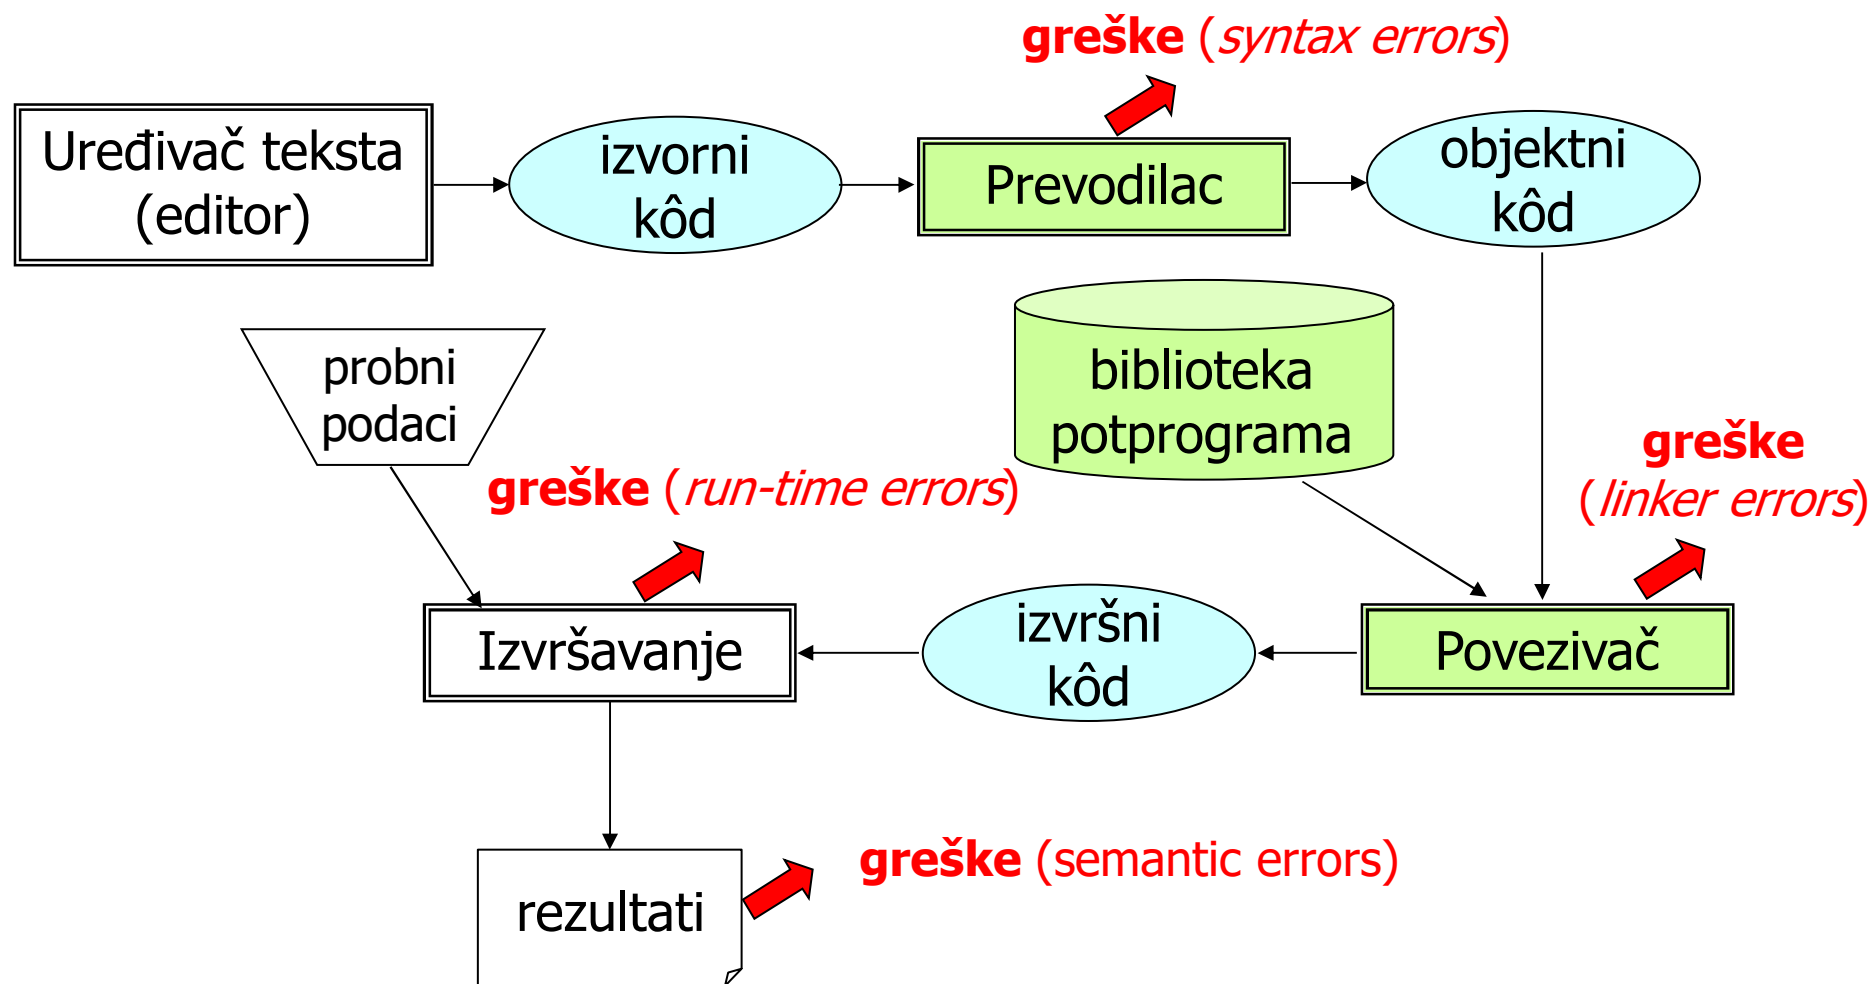 greške (syntax errors)
Uređivač teksta
(editor)
izvorni
kôd
Prevodilac
objektni
kôd
probni
podaci
biblioteka
potprograma
greške
(linker errors)
greške (run-time errors)
Izvršavanje
izvršni
kôd
Povezivač
greške (semantic errors)
rezultati